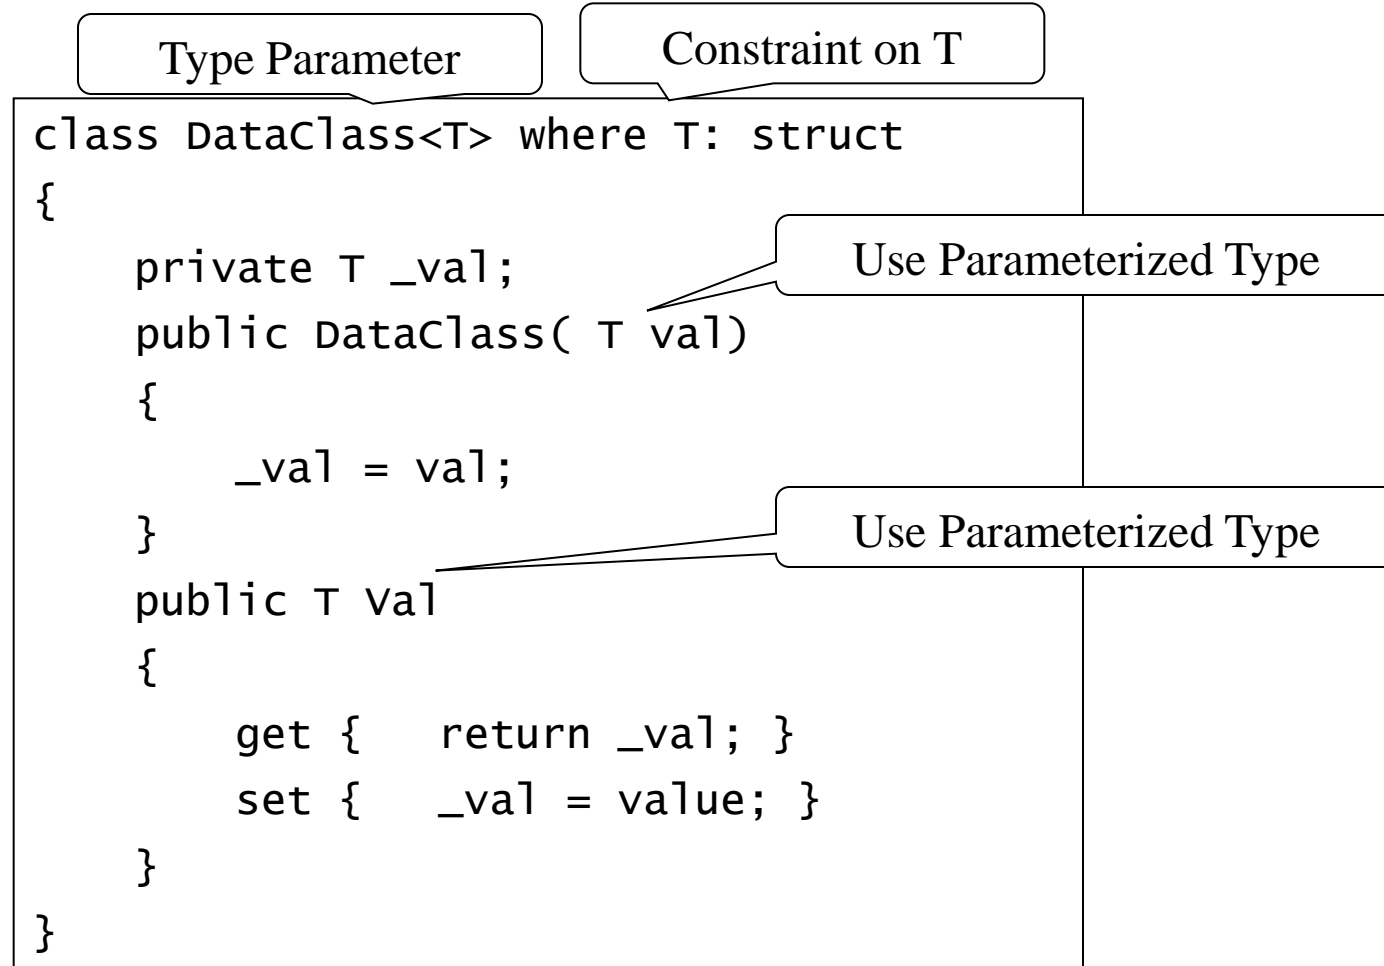 Type Parameter
Constraint on T
class DataClass<T> where T: struct
{
private T _val;
Use Parameterized Type
public DataClass( T val)
{
_val = val;
}
Use Parameterized Type
public T Val
{
get {   return _val; }
set {   _val = value; }
}
}